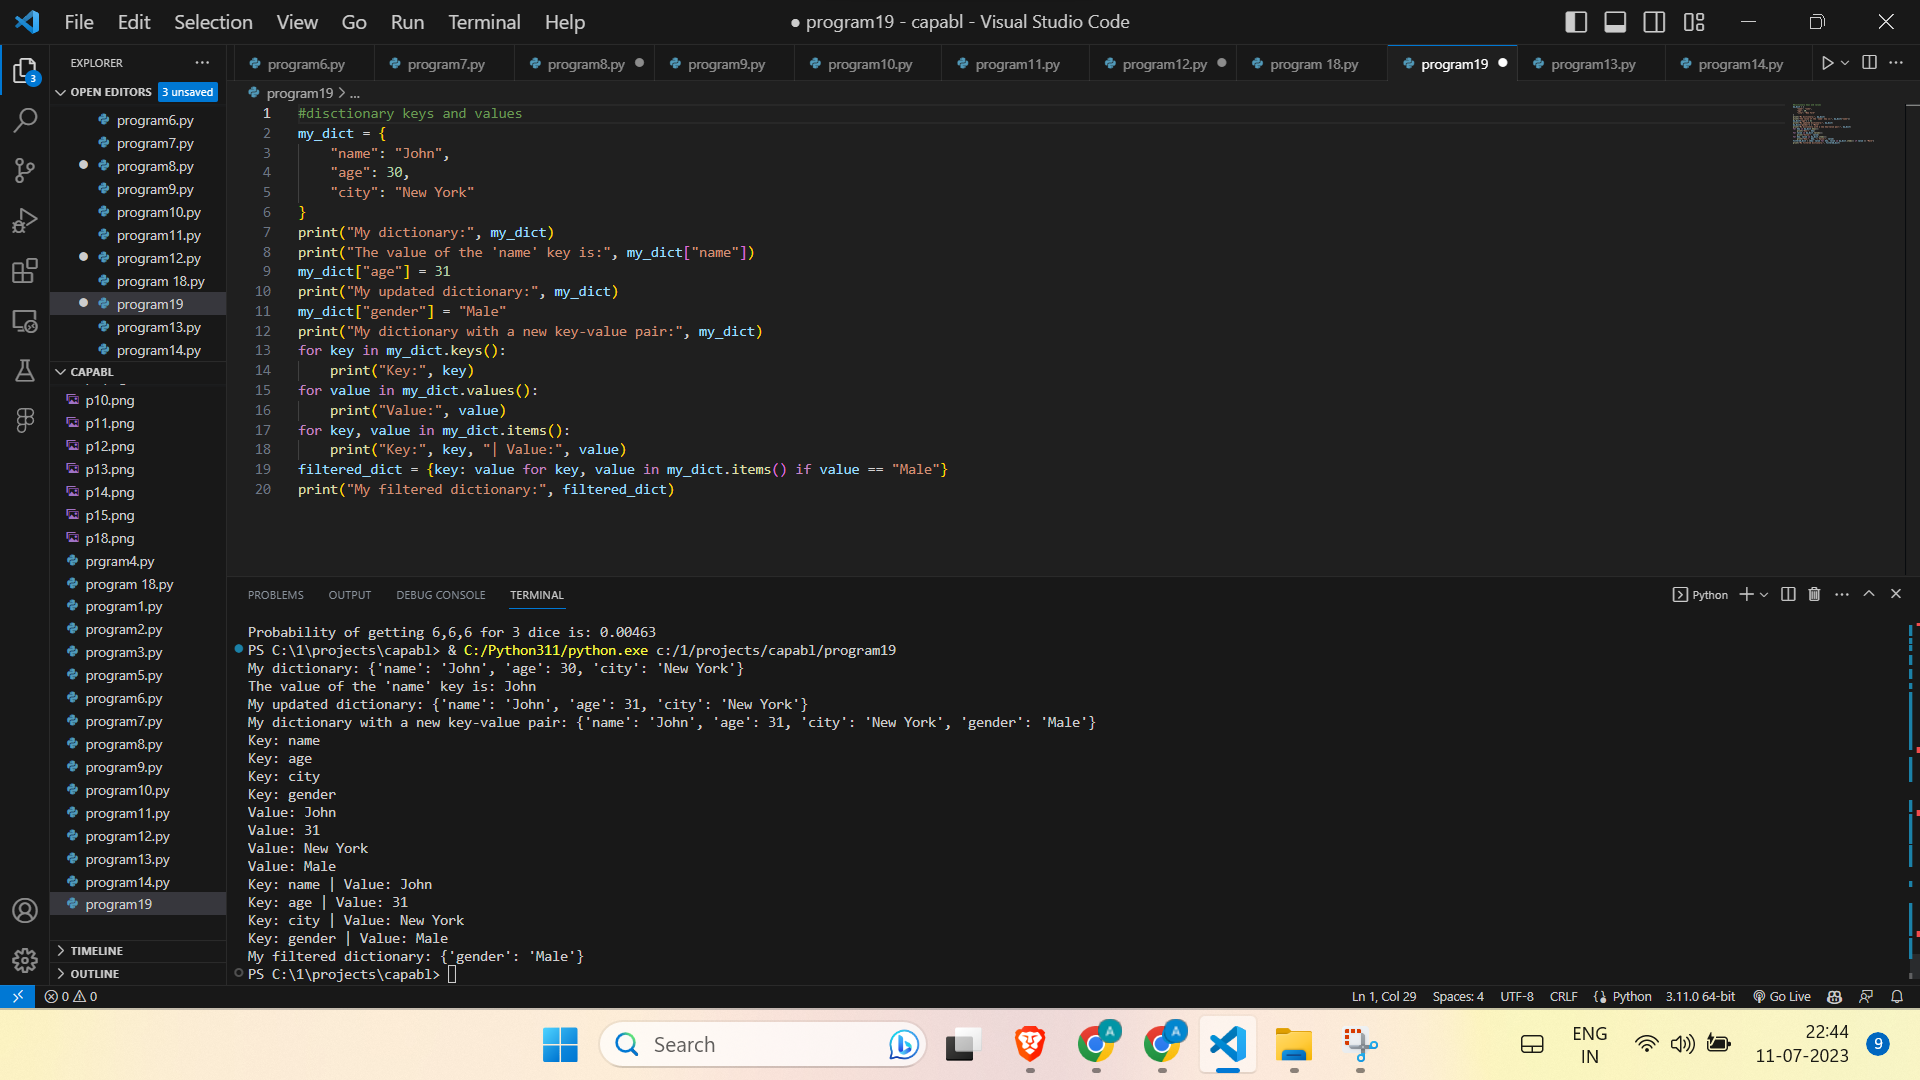 File Edit Selection View Go Run Terminal Help
● program19 - capabl - Visual Studio Code
EXPLORER
program6.py program7.py program8.py program9.py program10.py program11.py program12.py program 18.py program19 program13.py program14.py
OPEN EDITORS 3 unsaved
3
program6.py
program7.py
program8.py
program9.py
program10.py
program11.py
program12.py
program 18.py
program19
program13.py
program14.py
CAPABL
p10.png
p11.png
p12.png
p13.png
p14.png
p15.png
p18.png
prgram4.py
program 18.py
program1.py
program2.py
program3.py
program5.py
program6.py
program7.py
program8.py
program9.py
program10.py
program11.py
program12.py
program13.py
program14.py
program19
TIMELINE
OUTLINE
program19 > ...
1 #disctionary keys and values
2 my_dict = {
3 "name": "John",
4 "age": 30,
5 "city": "New York"
6 }
7 print("My dictionary:", my_dict)
8 print("The value of the 'name' key is:", my_dict["name"])
9 my_dict["age"] = 31
10 print("My updated dictionary:", my_dict)
11 my_dict["gender"] = "Male"
12 print("My dictionary with a new key-value pair:", my_dict)
13 for key in my_dict.keys():
14 print("Key:", key)
15 for value in my_dict.values():
16 print("Value:", value)
17 for key, value in my_dict.items():
18 print("Key:", key, "| Value:", value)
19 filtered_dict = {key: value for key, value in my_dict.items() if value == "Male"}
20 print("My filtered dictionary:", filtered_dict)
PROBLEMS OUTPUT DEBUG CONSOLE TERMINAL
Python
Probability of getting 6,6,6 for 3 dice is: 0.00463
PS C:\1\projects\capabl> & C:/Python311/python.exe c:/1/projects/capabl/program19
My dictionary: {'name': 'John', 'age': 30, 'city': 'New York'}
The value of the 'name' key is: John
My updated dictionary: {'name': 'John', 'age': 31, 'city': 'New York'}
My dictionary with a new key-value pair: {'name': 'John', 'age': 31, 'city': 'New York', 'gender': 'Male'}
Key: name
Key: age
Key: city
Key: gender
Value: John
Value: 31
Value: New York
Value: Male
Key: name | Value: John
Key: age | Value: 31
Key: city | Value: New York
Key: gender | Value: Male
My filtered dictionary: {'gender': 'Male'}
PS C:\1\projects\capabl>
0 0
Ln 1, Col 29 Spaces: 4 UTF-8 CRLF Python 3.11.0 64-bit Go Live
Search
A
A
ENG
IN
22:44
11-07-2023
9